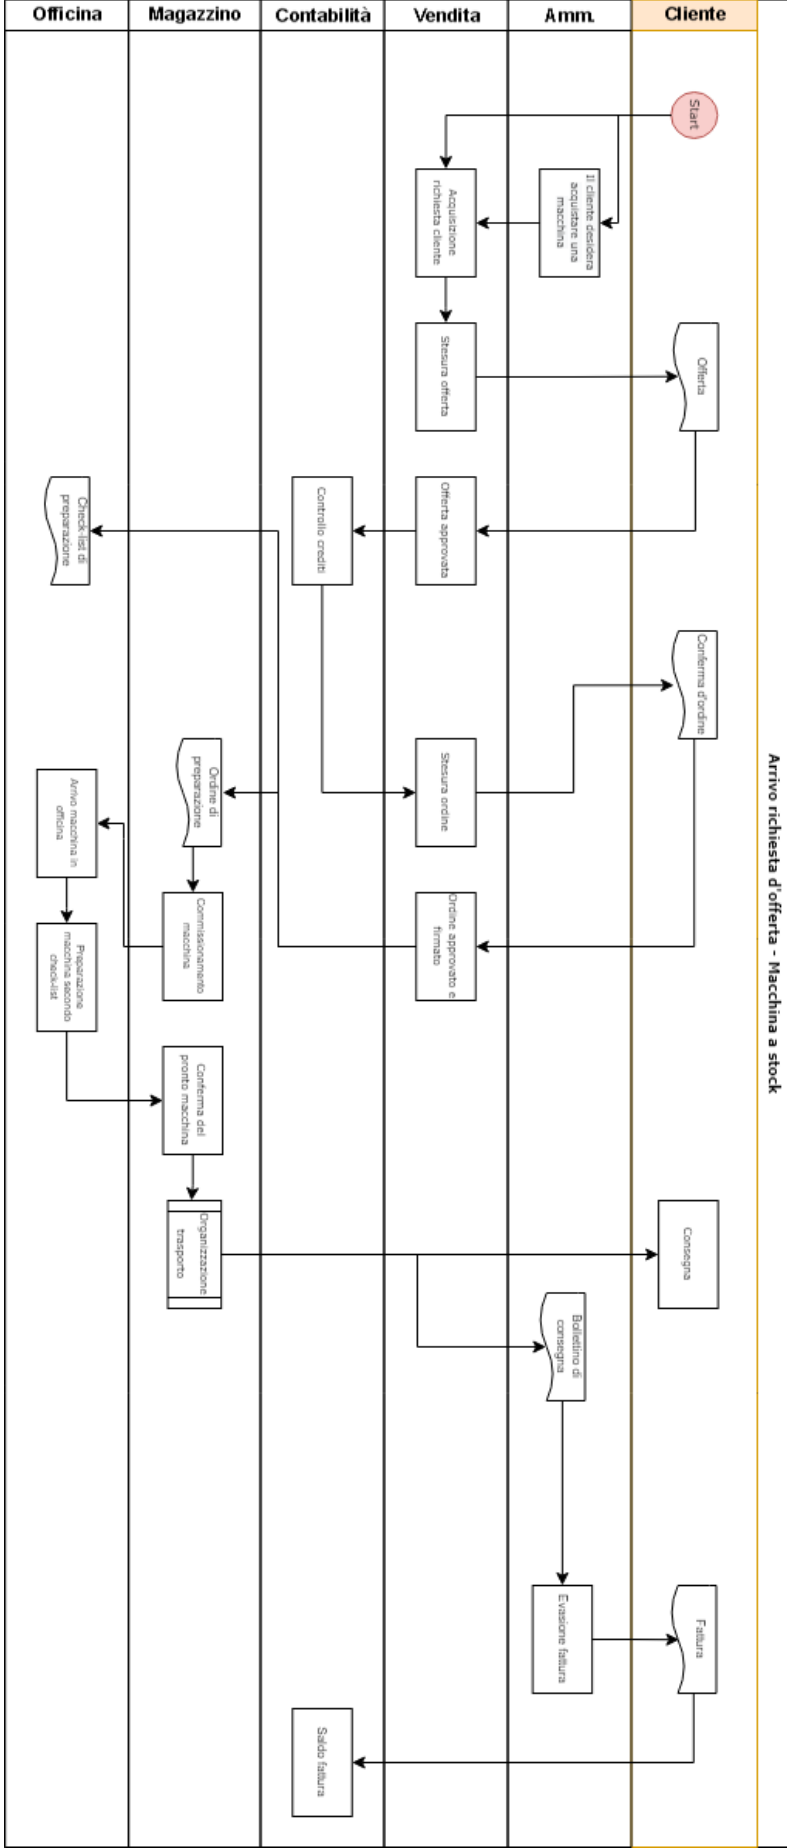 Arrivo richiesta d'offerta - Macchina a stock
Officina
Magazzino
Contabilità
Vendita
Amm.
Cliente
Start
Il cliente desidera
acquistare una
macchina
Acquisizione
richiesta cliente
Stesura offerta
Offerta
Offerta approvata
Controllo crediti
Check-list di
preparazione
Conferma d'ordine
Stesura ordine
Ordine di
preparazione
Arrivo macchina in
officina
Ordine approvato e
firmato
Commissionamento
macchina
Preparazione
macchina secondo
check-list
Conferma del
pronto macchina
Organizzazione
trasporto
Consegna
Bollettino di
consegna
Evasione fattura
Fattura
Saldo fattura